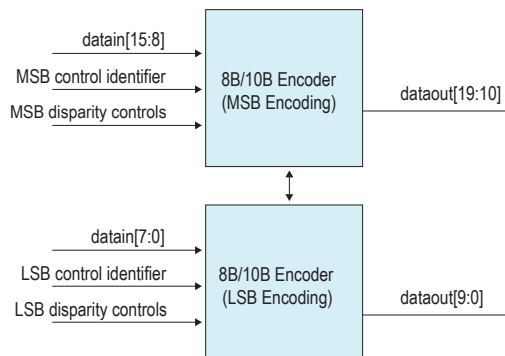 datain[15:8]
MSB control identifier
MSB disparity controls
8B/10B Encoder
(MSB Encoding)
dataout[19:10]
datain[7:0]
LSB control identifier
LSB disparity controls
8B/10B Encoder
(LSB Encoding)
dataout[9:0]